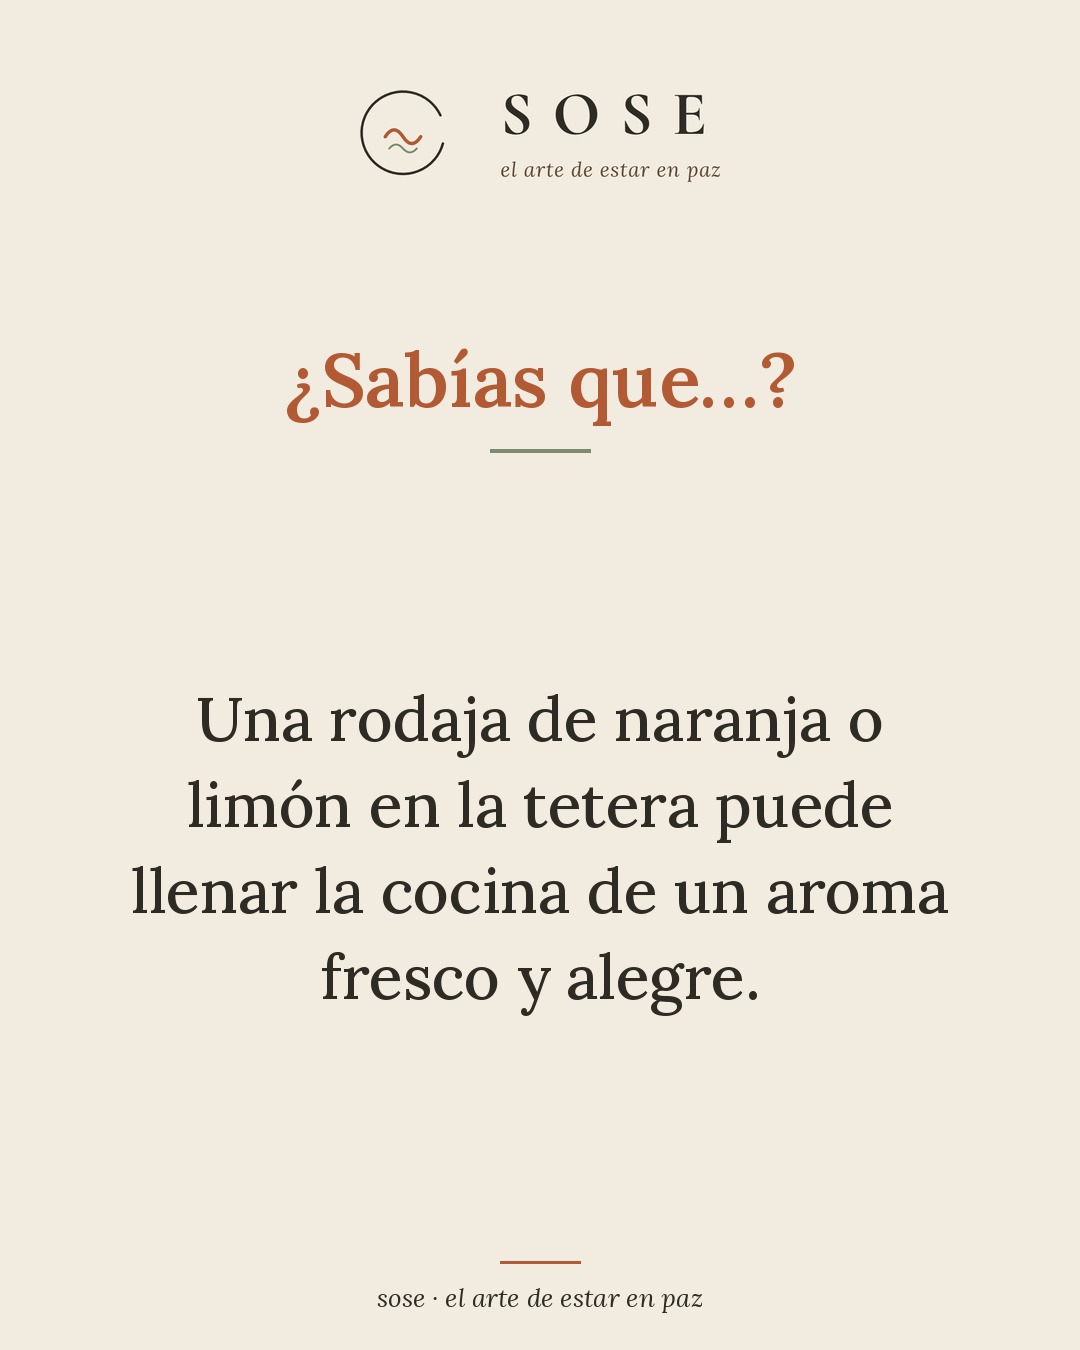 SOSE
el arte de estar en paz
¿Sabías que...?
Una rodaja de naranja o
limón en la tetera puede
llenar la cocina de un aroma
fresco y alegre.
sose · el arte de estar en paz